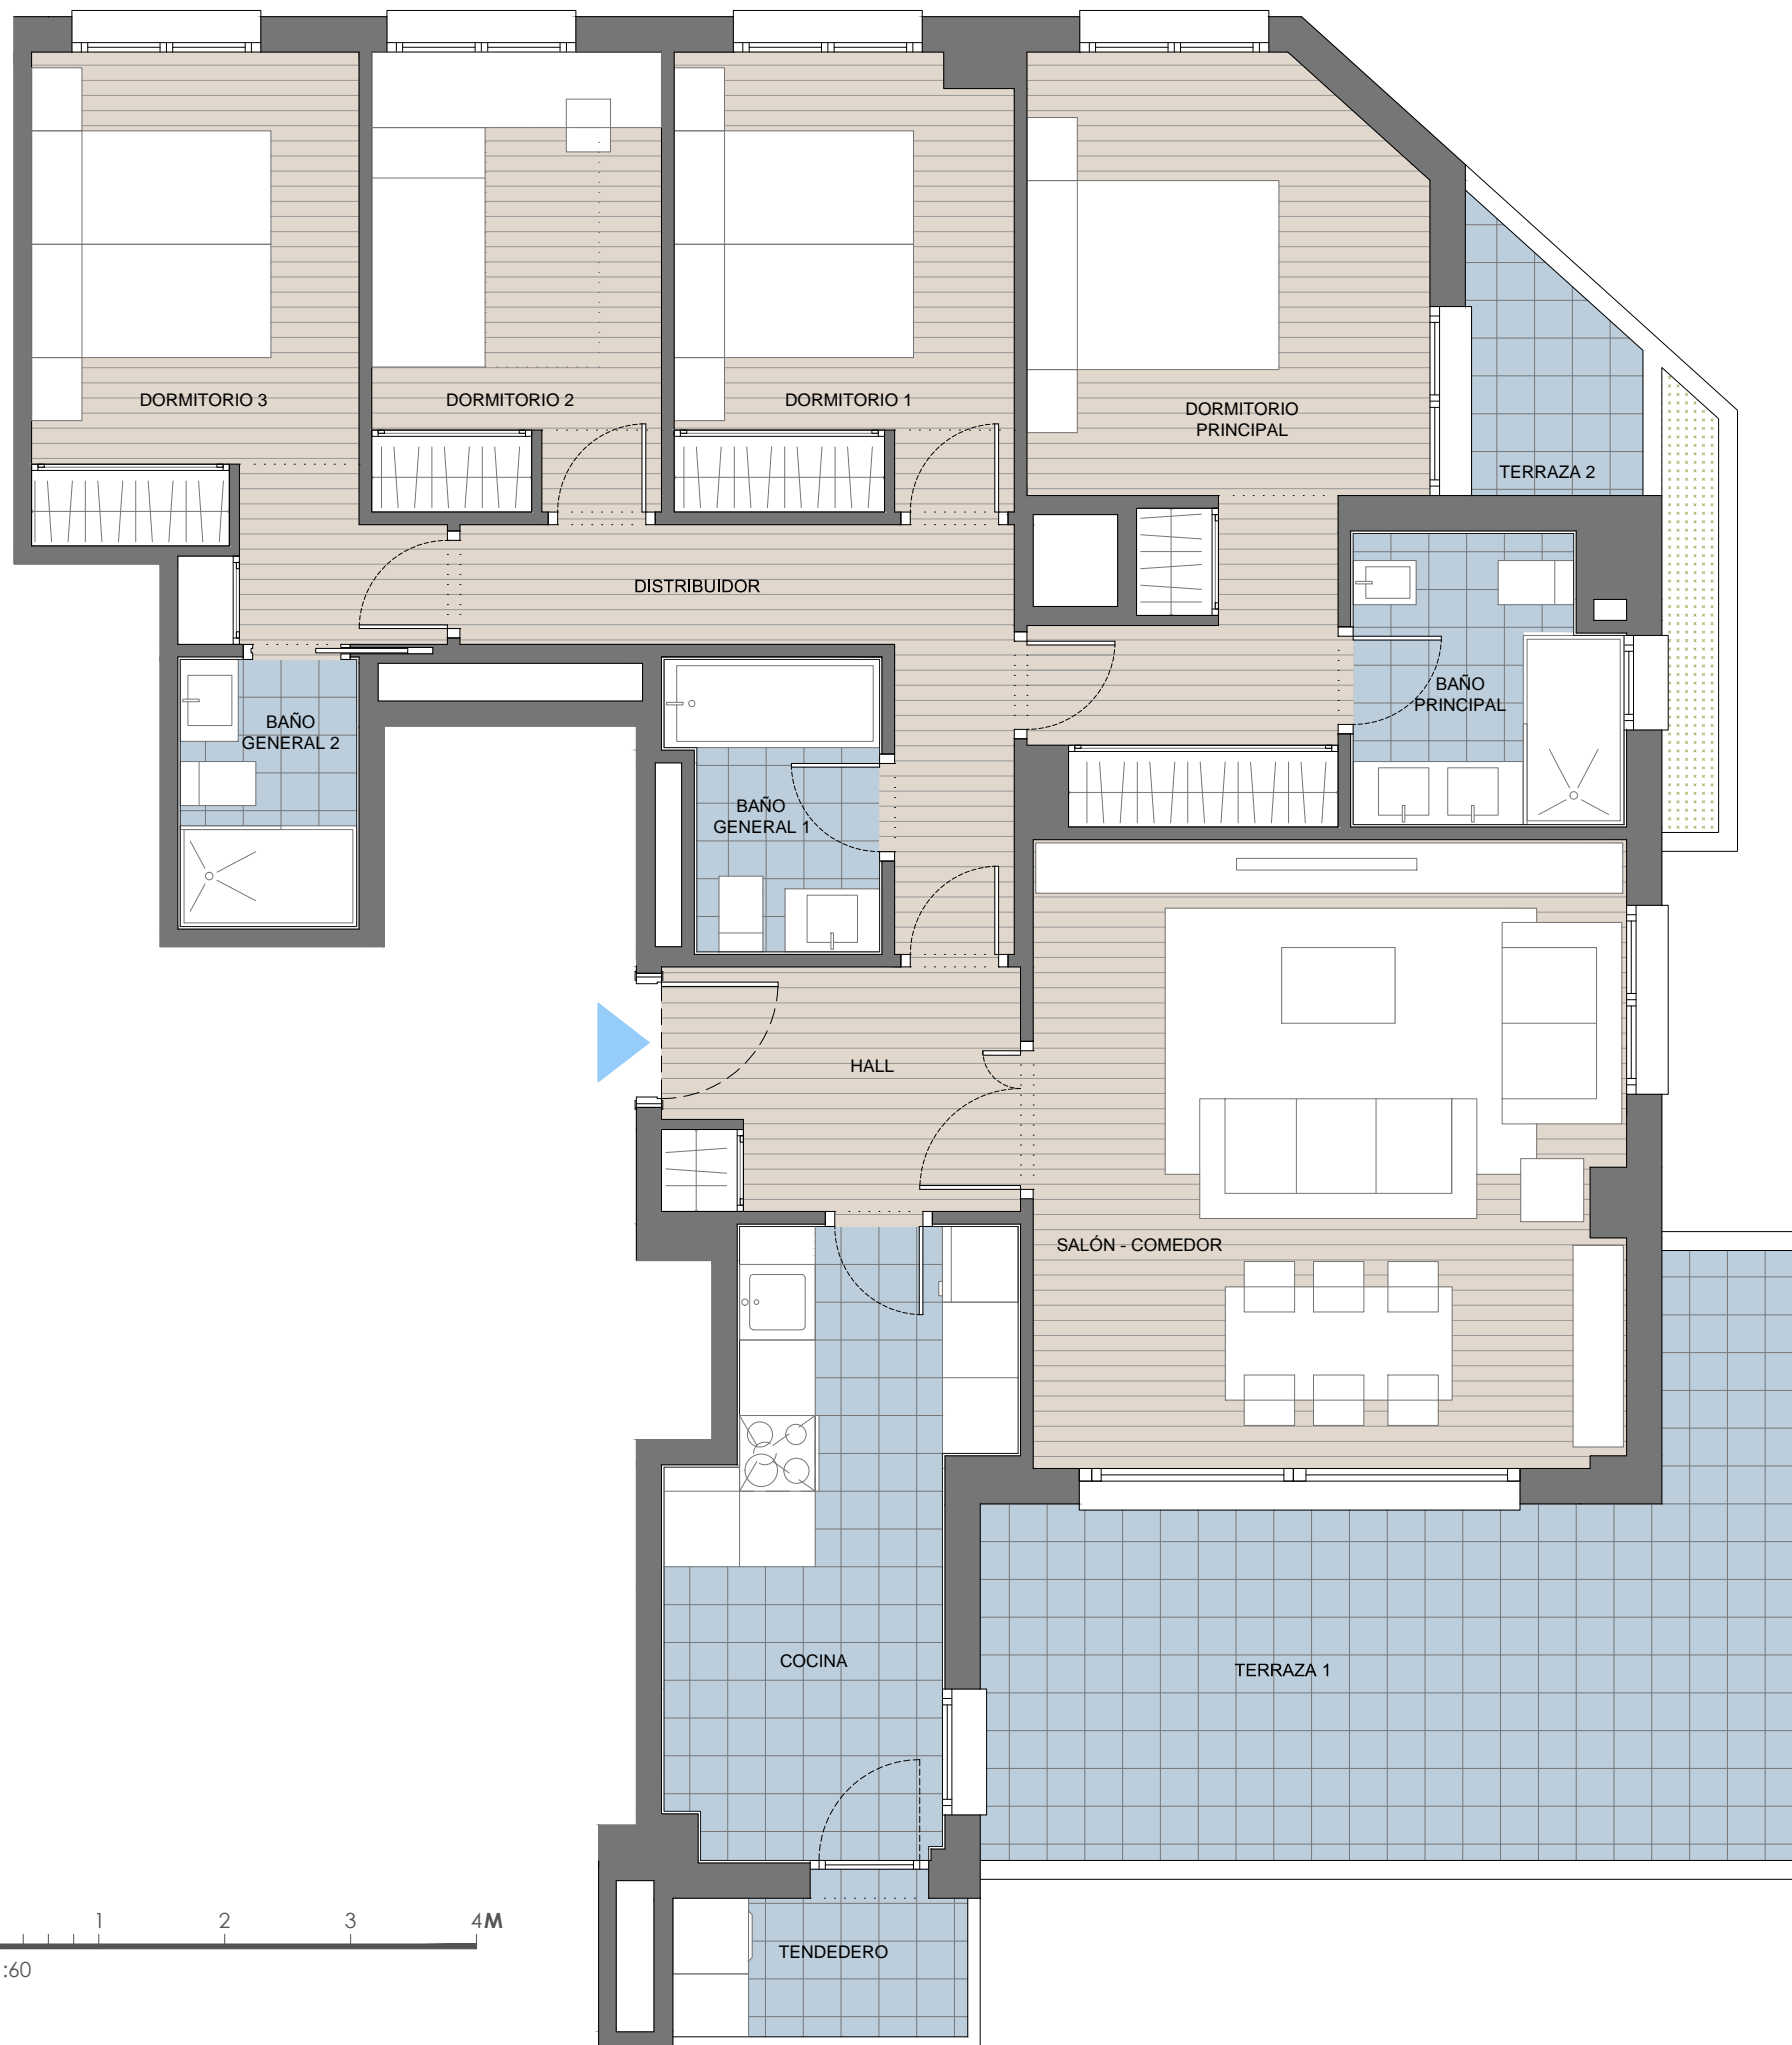 DORMITORIO 3
DORMITORIO 2
DORMITORIO 1
DORMITORIO
PRINCIPAL
TERRAZA 2
DISTRIBUIDOR
BAÑO
PRINCIPAL
BAÑO
GENERAL 2
BAÑO
GENERAL 1
HALL
SALÓN - COMEDOR
COCINA
TERRAZA 1
TENDEDERO
1 2 3 4M
:60